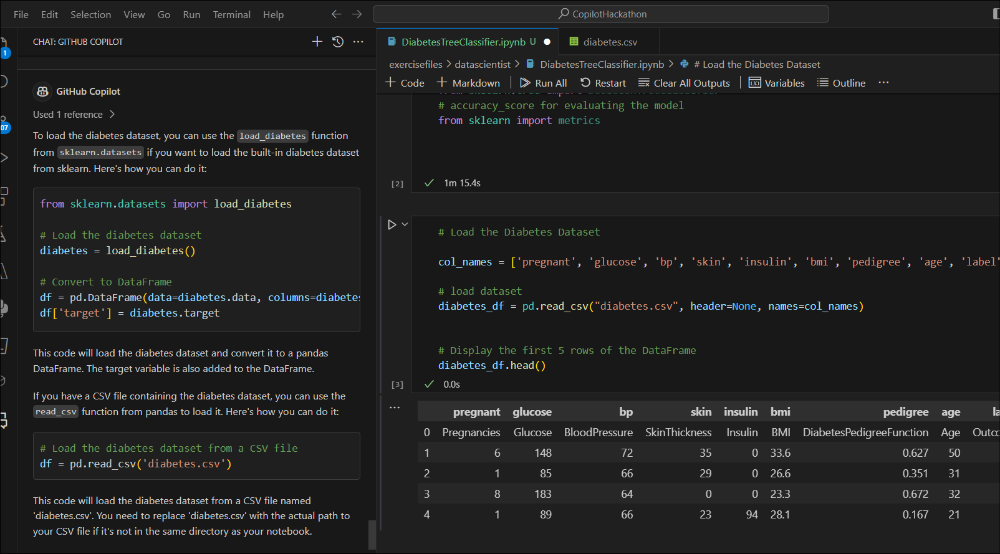 File Edit Selection View Go Run Terminal Help
CopilotHackathon
1
07
CHAT: GITHUB COPILOT
GitHub Copilot
Used 1 reference
To load the diabetes dataset, you can use the load_diabetes function
from sklearn.datasets if you want to load the built-in diabetes dataset
from sklearn. Here's how you can do it:
from sklearn.datasets import load_diabetes
# Load the diabetes dataset
diabetes = load_diabetes()
# Convert to DataFrame
df = pd.DataFrame(data=diabetes.data, columns=diabetes
df['target'] = diabetes.target
This code will load the diabetes dataset and convert it to a pandas
DataFrame. The target variable is also added to the DataFrame.
If you have a CSV file containing the diabetes dataset, you can use the
read_csv function from pandas to load it. Here's how you can do it:
# Load the diabetes dataset from a CSV file
df = pd.read_csv('diabetes.csv')
This code will load the diabetes dataset from a CSV file named
'diabetes.csv'. You need to replace 'diabetes.csv' with the actual path to
your CSV file if it's not in the same directory as your notebook.
DiabetesTreeClassifier.ipynb U
diabetes.csv
exercisefiles > datascientist > DiabetesTreeClassifier.ipynb > # Load the Diabetes Dataset
+ Code + Markdown Run All Restart Clear All Outputs Variables Outline ...
from sklearn.tree import DecisionTreeClassifier
# accuracy_score for evaluating the model
from sklearn import metrics
[2] 1m 15.4s
# Load the Diabetes Dataset
col_names = ['pregnant', 'glucose', 'bp', 'skin', 'insulin', 'bmi', 'pedigree', 'age', 'label'
# load dataset
diabetes_df = pd.read_csv("diabetes.csv", header=None, names=col_names)
# Display the first 5 rows of the DataFrame
diabetes_df.head()
[3] 0.0s
pregnant glucose bp skin insulin bmi pedigree age la
0 Pregnancies Glucose BloodPressure SkinThickness Insulin BMI DiabetesPedigreeFunction Age Outco
1 6 148 72 35 0 33.6 0.627 50
2 1 85 66 29 0 26.6 0.351 31
3 8 183 64 0 0 23.3 0.672 32
4 1 89 66 23 94 28.1 0.167 21